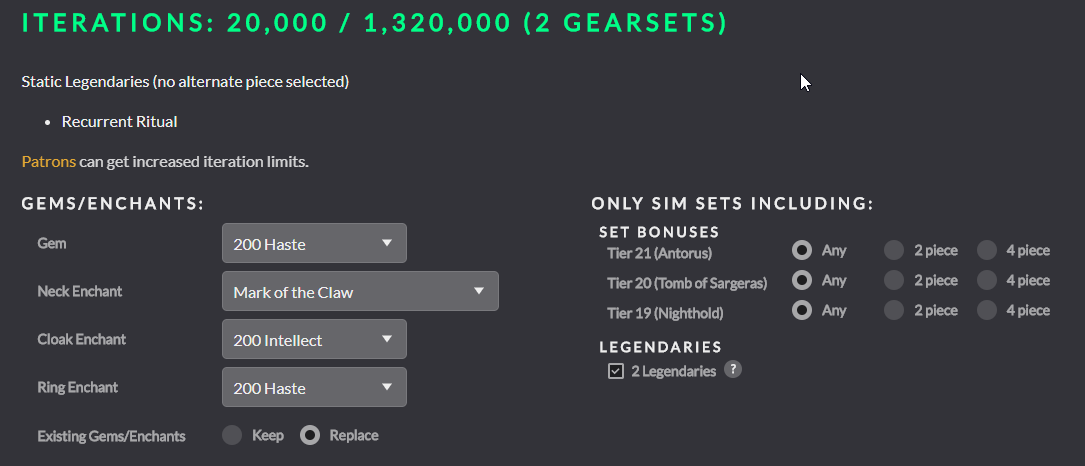 ITERATIONS: 20,000 / 1,320,000 (2 GEARSETS)
Static Legendaries (no alternate piece selected)
• Recurrent Ritual
Patrons can get increased iteration limits.
GEMS/ENCHANTS:
Gem 200 Haste
Neck Enchant Mark of the Claw
Cloak Enchant 200 Intellect
Ring Enchant 200 Haste
Existing Gems/Enchants Keep Replace
ONLY SIM SETS INCLUDING:
SET BONUSES
Tier 21 (Antorus) Any 2 piece 4 piece
Tier 20 (Tomb of Sargeras) Any 2 piece 4 piece
Tier 19 (Nighthold) Any 2 piece 4 piece
LEGENDARIES
2 Legendaries ?